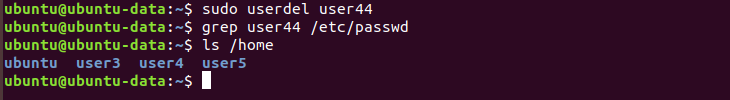 ubuntu@ubuntu-data:~$ sudo userdel user44
ubuntu@ubuntu-data:~$ grep user44 /etc/passwd
ubuntu@ubuntu-data:~$ ls /home
ubuntu  user3  user4  user5
ubuntu@ubuntu-data:~$